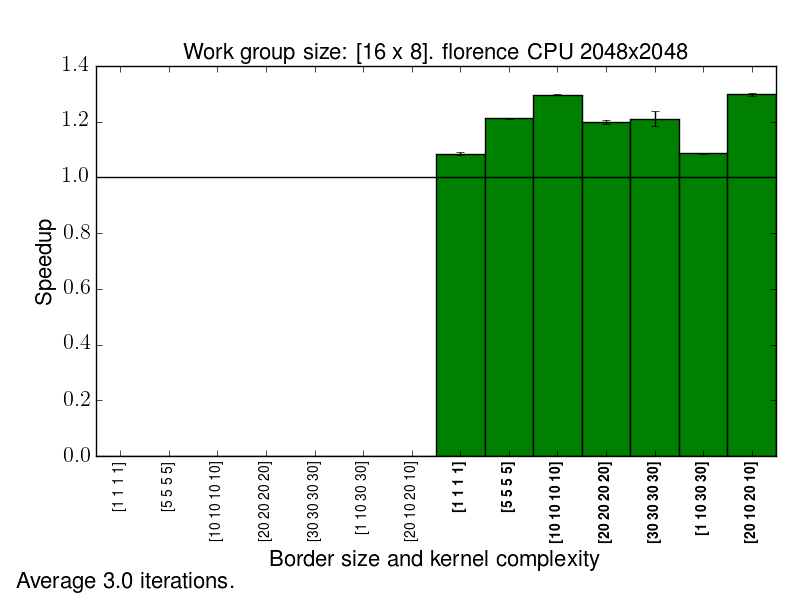 Work group size: [16 x 8]. florence CPU 2048x2048
1.4
1.2
1.0
0.8
0.6
0.4
0.2
0.0
Speedup
[1 1 1 1]
[5 5 5 5]
[10 10 10 10]
[20 20 20 20]
[30 30 30 30]
[1 10 30 10]
[20 10 20 10]
[1 1 1 1]
[5 5 5 5]
[10 10 10 10]
[20 20 20 20]
[30 30 30 30]
[1 10 30 10]
[20 10 20 10]
Border size and kernel complexity
Average 3.0 iterations.